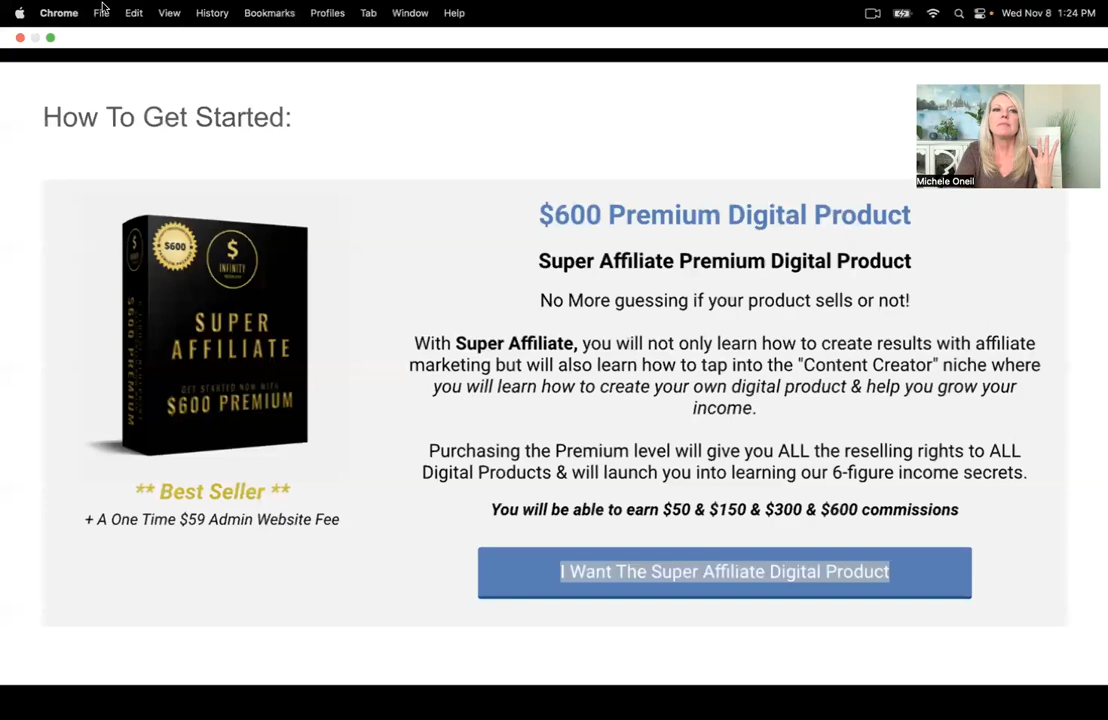 Chrome File Edit View History Bookmarks Profiles Tab Window Help Wed Nov 8 1:24 PM
How To Get Started:
Michele Oneil
$600 Premium Digital Product
Super Affiliate Premium Digital Product
No More guessing if your product sells or not!
With Super Affiliate, you will not only learn how to create results with affiliate
marketing but will also learn how to tap into the "Content Creator" niche where
you will learn how to create your own digital product & help you grow your
income.
Purchasing the Premium level will give you ALL the reselling rights to ALL
Digital Products & will launch you into learning our 6-figure income secrets.
You will be able to earn $50 & $150 & $300 & $600 commissions
I Want The Super Affiliate Digital Product
$600
$
INFINITY
SUPER
AFFILIATE
GET STARTED NOW WITH
$600 PREMIUM
$600 PREMIUM
** Best Seller **
+ A One Time $59 Admin Website Fee